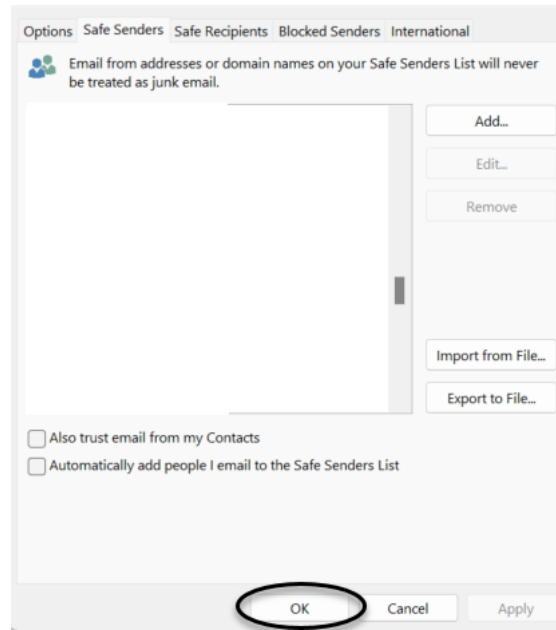 Options Safe Senders Safe Recipients Blocked Senders International
Email from addresses or domain names on your Safe Senders List will never
be treated as junk email.
Add...
Edit...
Remove
Import from File...
Export to File...
Also trust email from my Contacts
Automatically add people I email to the Safe Senders List
OK Cancel Apply